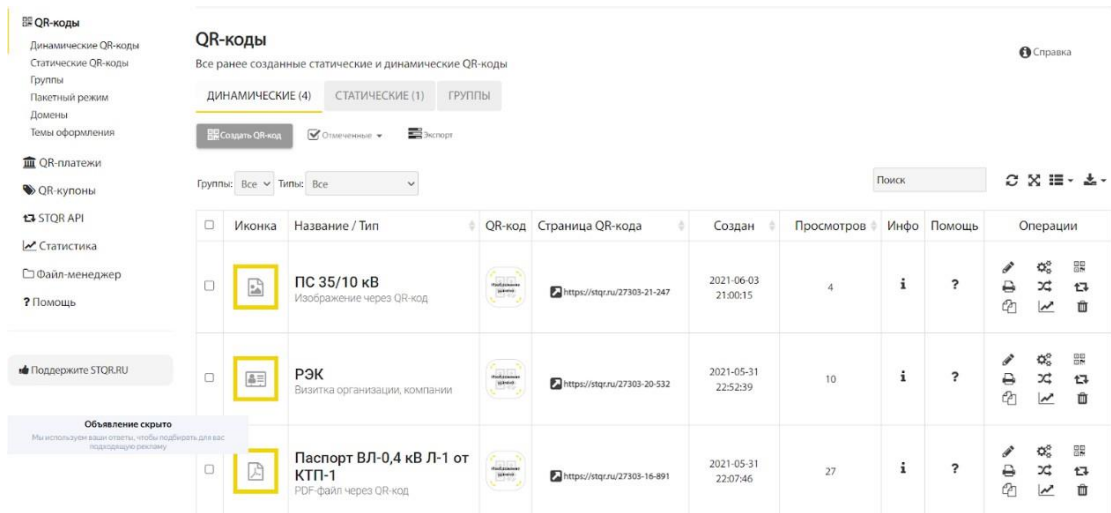 QR-коды
Динамические QR-коды
Статические QR-коды
Группы
Пакетный режим
Домены
Темы оформления
QR-платежи
QR-купоны
STQR API
Статистика
Файл-менеджер
? Помощь
Поддержите STQR.RU
Объявление скрыто
Мы используем ваши ответы, чтобы подбирать для вас
подходящую рекламу
QR-коды
Справка
Все ранее созданные статические и динамические QR-коды
ДИНАМИЧЕСКИЕ (4) СТАТИЧЕСКИЕ (1) ГРУППЫ
Создать QR-код Отмеченные Экспорт
Группы: Все Типы: Все Поиск
Иконка Название / Тип QR-код Страница QR-кода Создан Просмотров Инфо Помощь Операции
ПС 35/10 кВ
Изображение через QR-код
https://stqr.ru/27303-21-247
2021-06-03
21:00:15
4
i ?
РЭК
Визитка организации, компании
https://stqr.ru/27303-20-532
2021-05-31
22:52:39
10
i ?
Паспорт ВЛ-0,4 кВ Л-1 от
КТП-1
PDF-файл через QR-код
https://stqr.ru/27303-16-891
2021-05-31
22:07:46
27
i ?